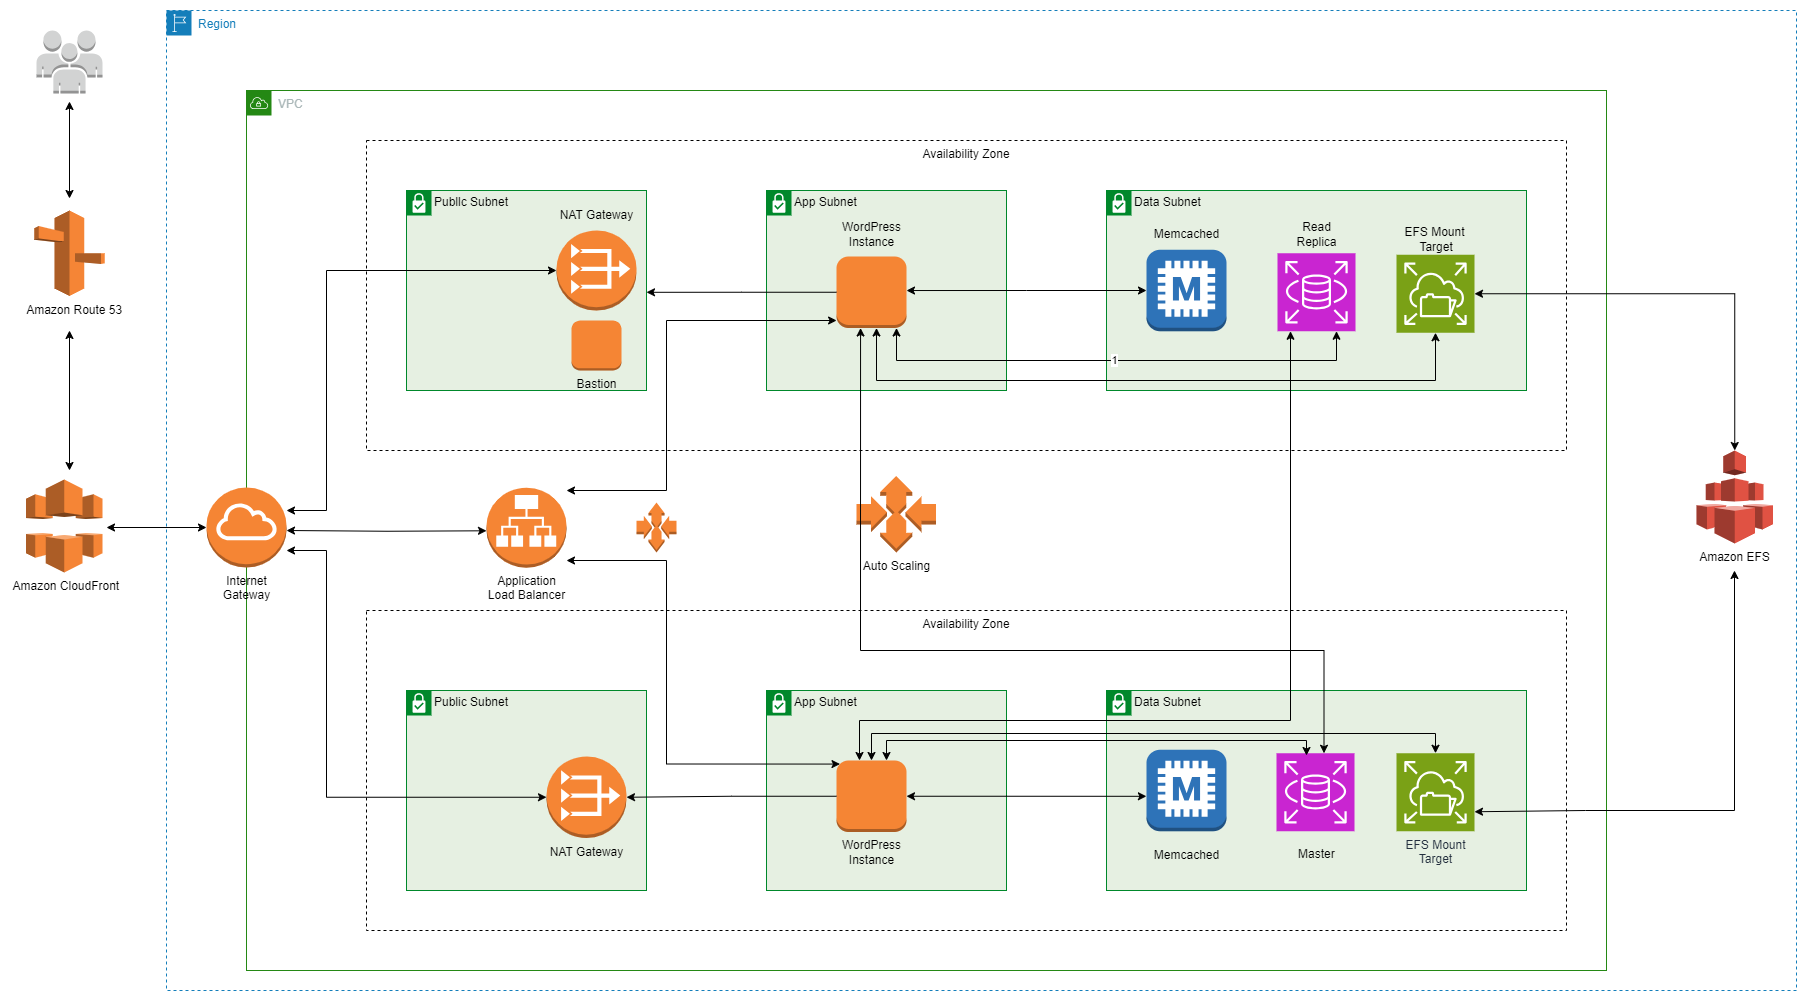 Region
VPC
Availability Zone
Public Subnet
NAT Gateway
Bastion
App Subnet
WordPress
Instance
Data Subnet
Memcached
M
Read
Replica
EFS Mount
Target
1
Amazon Route 53
Amazon CloudFront
Internet
Gateway
Application
Load Balancer
Auto Scaling
Amazon EFS
Availability Zone
Public Subnet
NAT Gateway
App Subnet
WordPress
Instance
Data Subnet
M
Memcached
Master
EFS Mount
Target